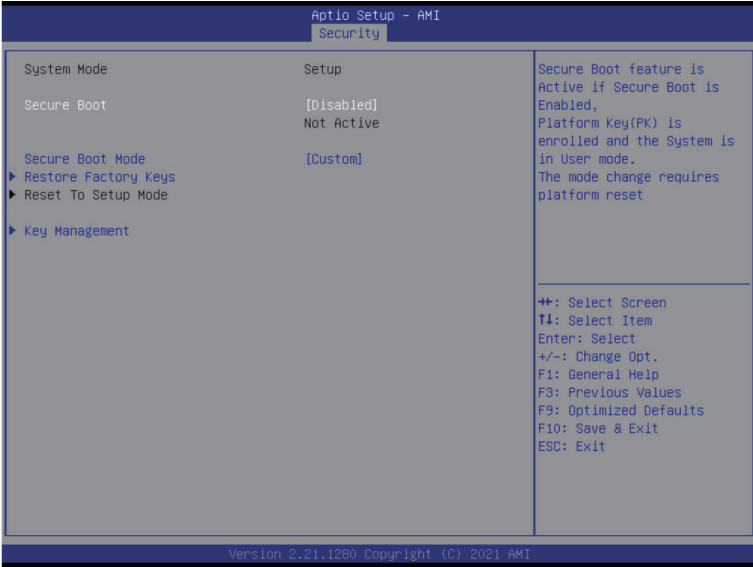 Aptio Setup - AMI
Security
System Mode Setup
Secure Boot [Disabled]
Not Active
Secure Boot Mode [Custom]
Restore Factory Keys
Reset To Setup Mode
Key Management
Secure Boot feature is
Active if Secure Boot is
Enabled,
Platform Key(PK) is
enrolled and the System is
in User mode.
The mode change requires
platform reset
→←: Select Screen
↑↓: Select Item
Enter: Select
+/-: Change Opt.
F1: General Help
F3: Previous Values
F9: Optimized Defaults
F10: Save & Exit
ESC: Exit
Version 2.21.1280 Copyright (C) 2021 AMI